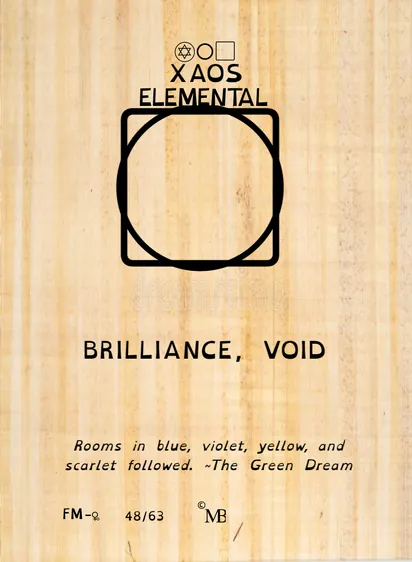 XAOS
ELEMENTAL
BRILLIANCE, VOID
Rooms in blue, violet, yellow, and
scarlet followed. ~The Green Dream
FM-♀ 48/63 © MB